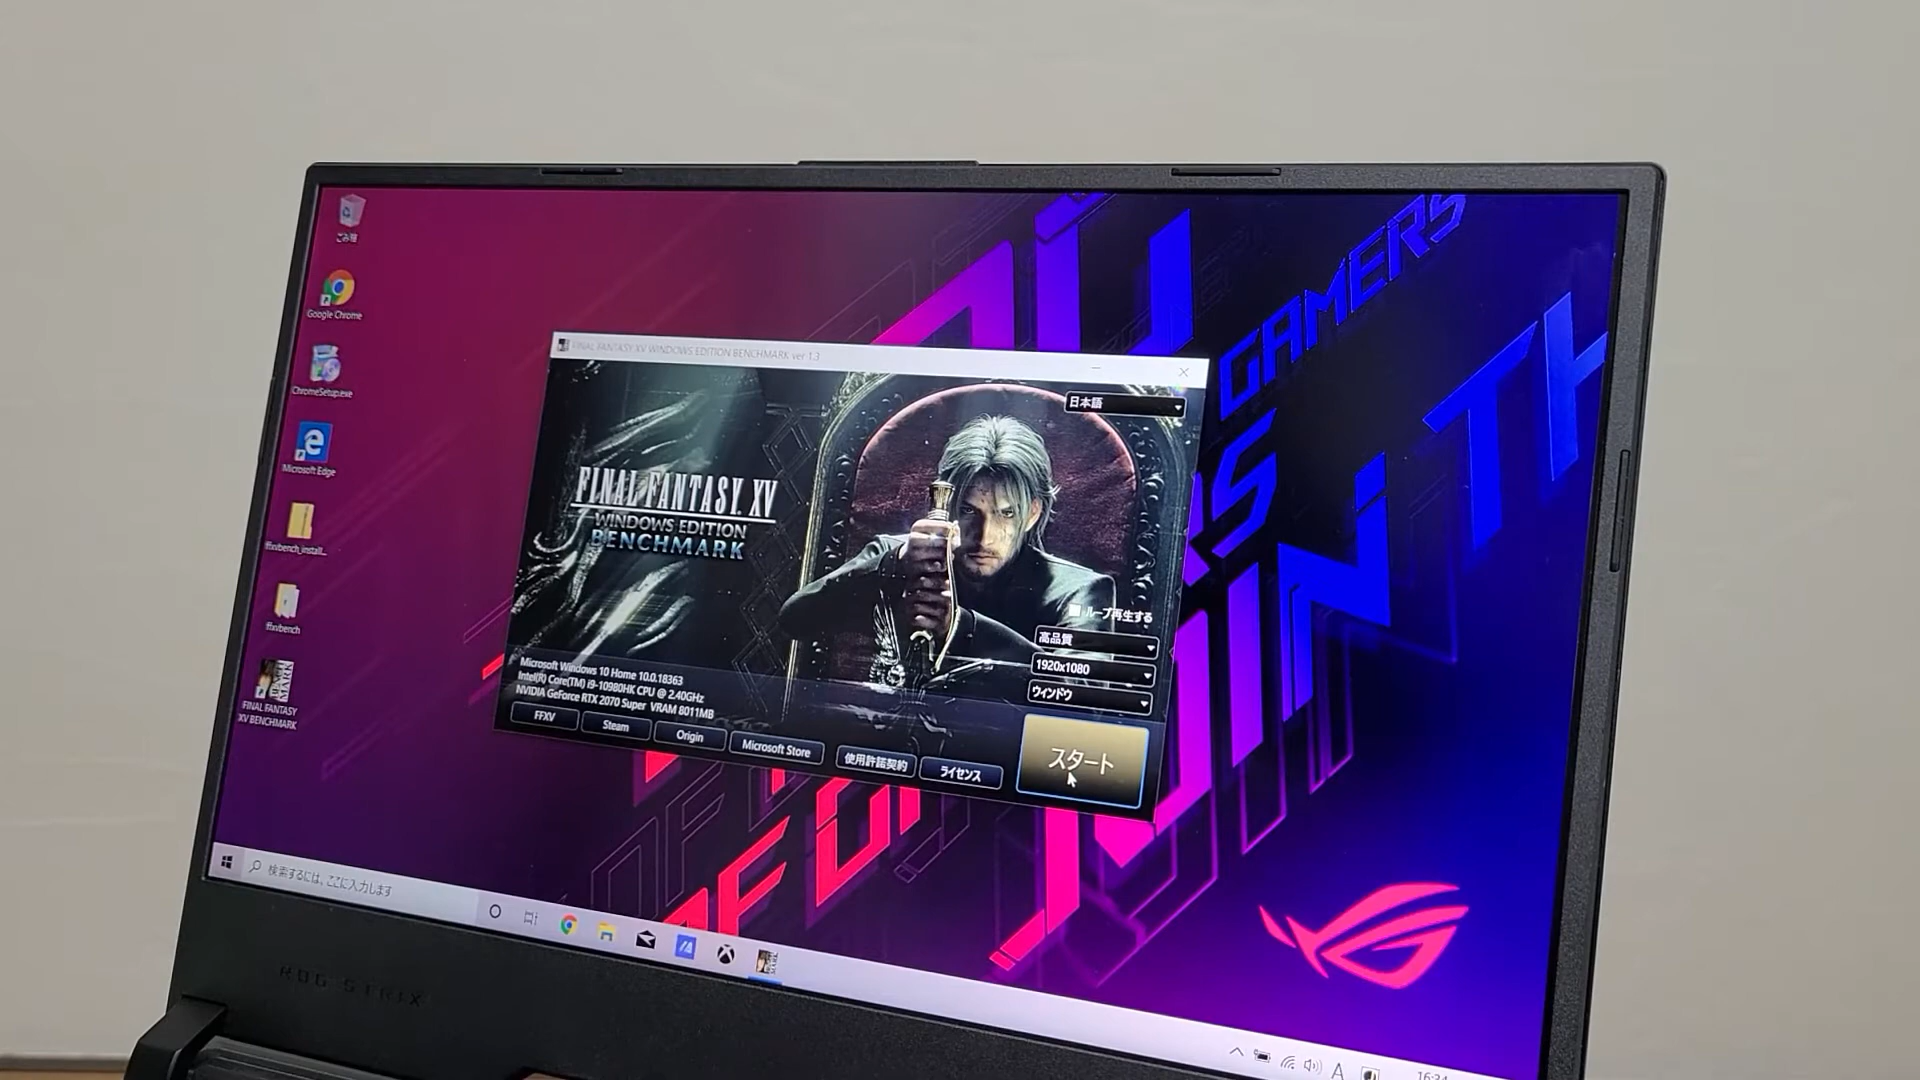 ごみ箱
Google Chrome
ChromeSetup.exe
Microsoft Edge
ffxvbench_install...
ffxvbench
FINAL FANTASY
XV BENCHMARK
GAMERS
JOIN TH
FINAL FANTASY XV WINDOWS EDITION BENCHMARK ver 1.3
日本語
FINAL FANTASY XV
WINDOWS EDITION
BENCHMARK
ループ再生する
高品質
1920x1080
ウィンドウ
Microsoft Windows 10 Home 10.0.18363
Intel(R) Core(TM) i9-10980HK CPU @ 2.40GHz
NVIDIA GeForce RTX 2070 Super VRAM 8011MB
FFXV
Steam
Origin
Microsoft Store
使用許諾契約
ライセンス
スタート
検索するには、ここに入力します
A
16:34
ROG STRIX